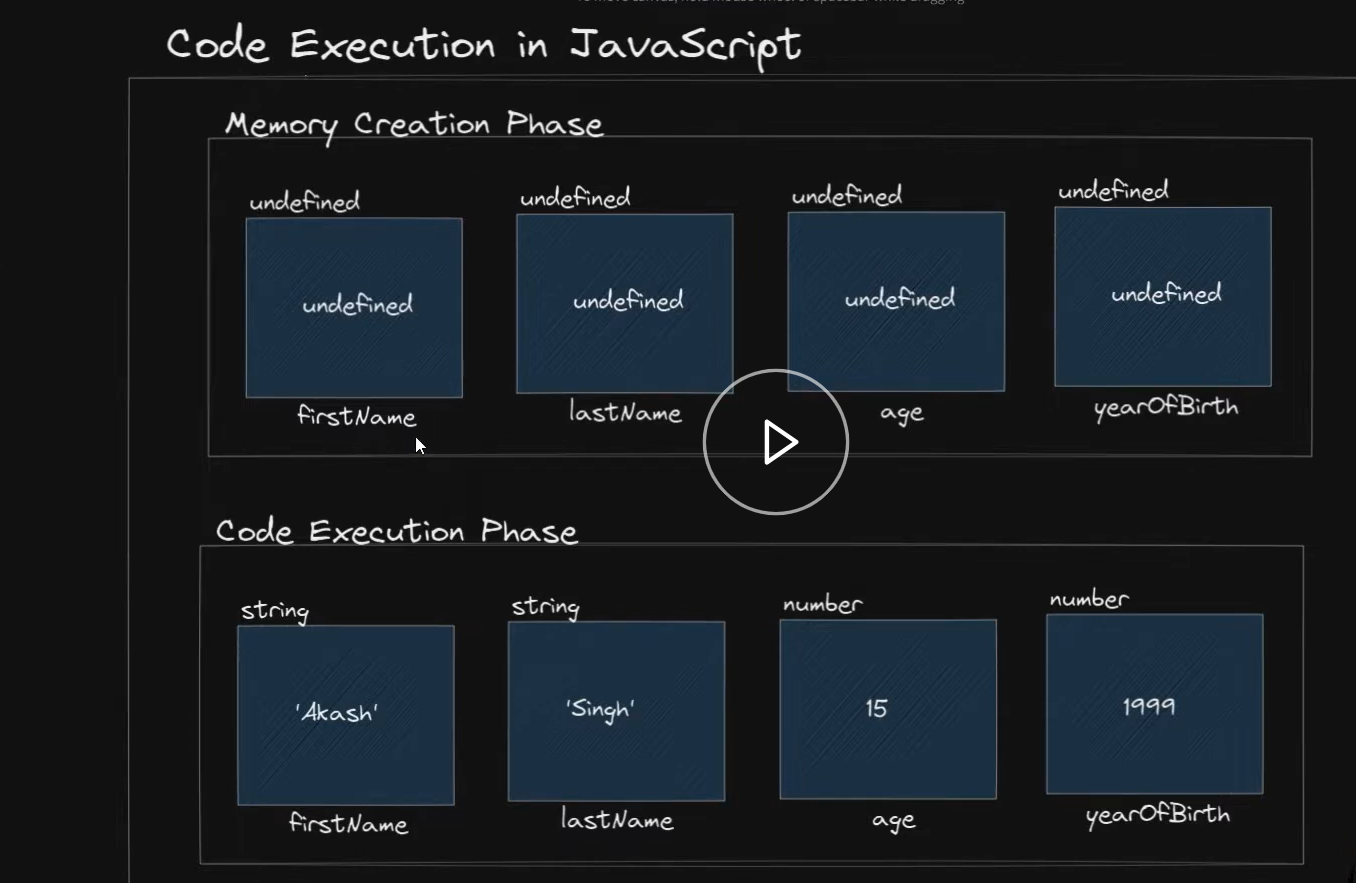 Code Execution in JavaScript
Memory Creation Phase
undefined undefined undefined undefined
undefined undefined undefined undefined
firstName lastName age yearOfBirth
Code Execution Phase
string string number number
'Akash' 'Singh' 15 1999
firstName lastName age yearOfBirth